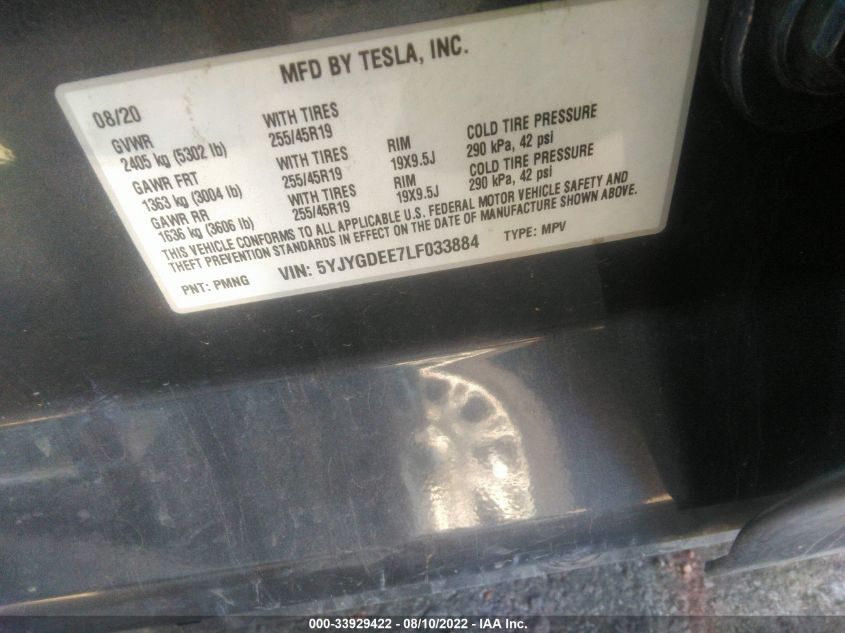 MFD BY TESLA, INC.
08/20
GVWR WITH TIRES COLD TIRE PRESSURE
2405 kg (5302 lb) 255/45R19 RIM 290 kPa, 42 psi
GAWR FRT WITH TIRES 19X9.5J COLD TIRE PRESSURE
1363 kg (3004 lb) 255/45R19 RIM 290 kPa, 42 psi
GAWR RR WITH TIRES 19X9.5J
1636 kg (3606 lb) 255/45R19
THIS VEHICLE CONFORMS TO ALL APPLICABLE U.S. FEDERAL MOTOR VEHICLE SAFETY AND
THEFT PREVENTION STANDARDS IN EFFECT ON THE DATE OF MANUFACTURE SHOWN ABOVE.
PNT: PMNG VIN: 5YJYGDEE7LF033884 TYPE: MPV
000-33929422 - 08/10/2022 - IAA Inc.